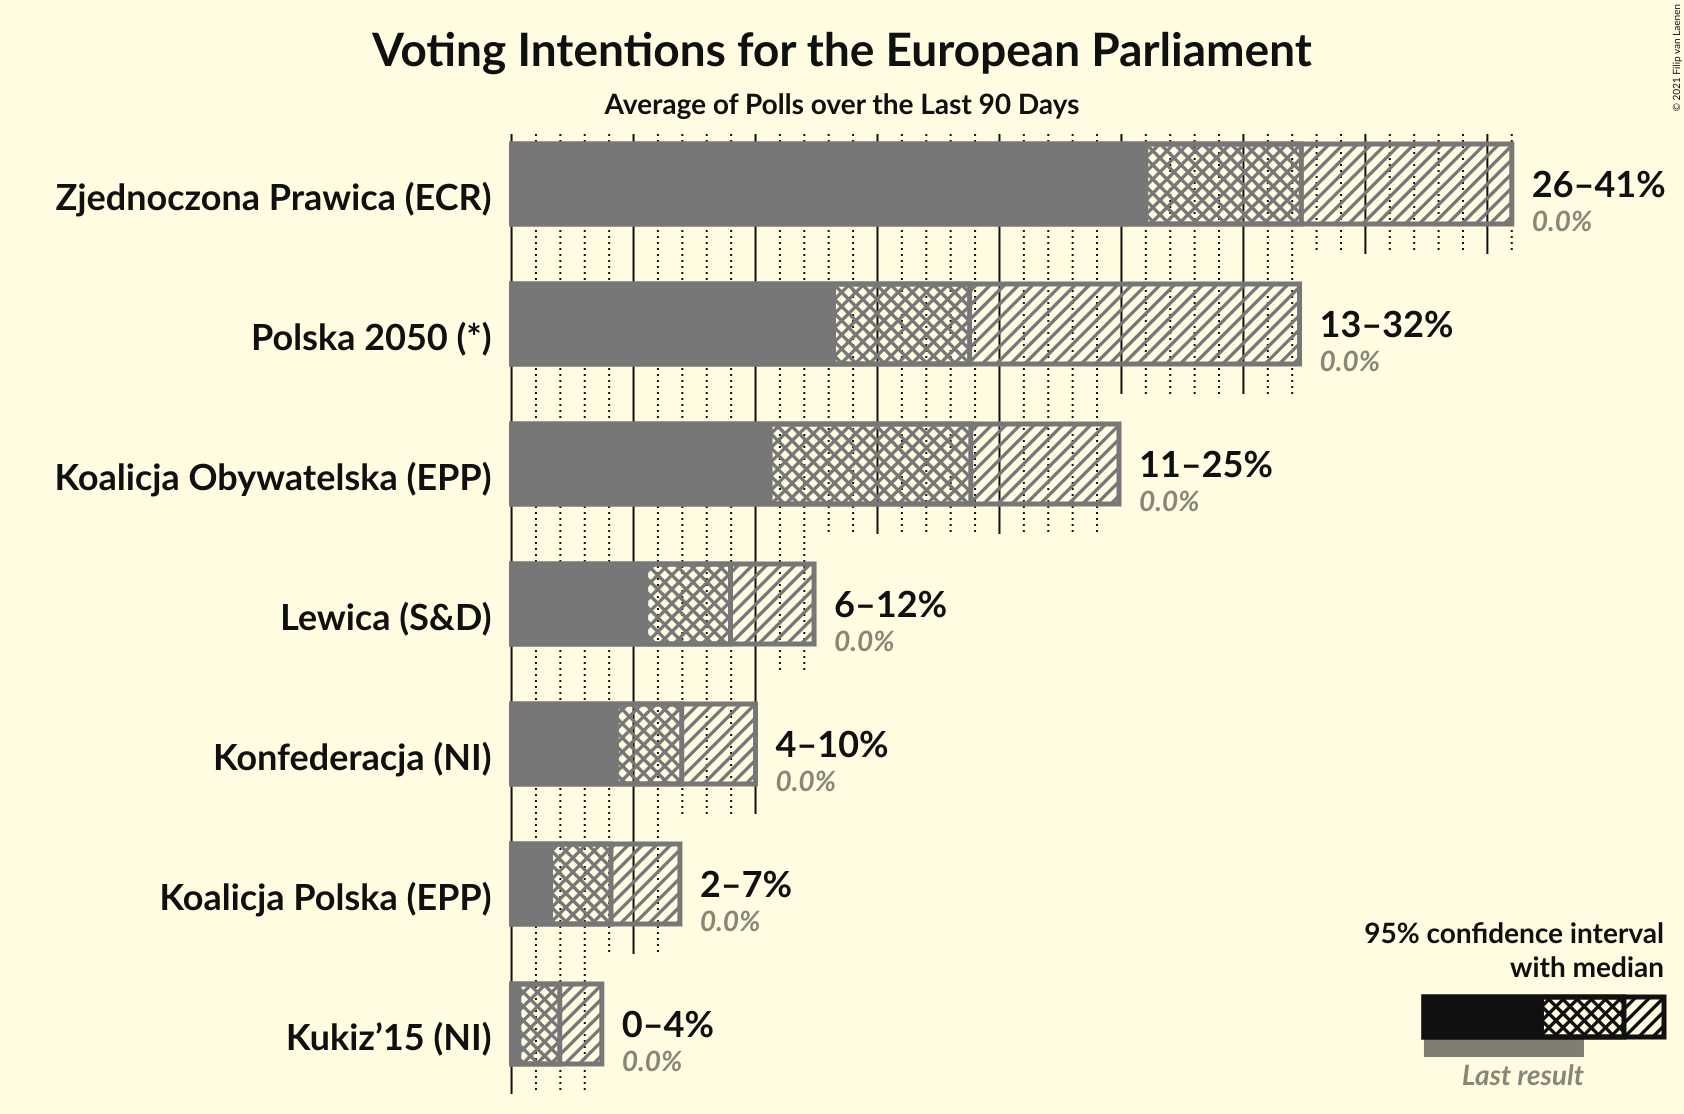 Voting Intentions for the European Parliament
Average of Polls over the Last 90 Days
© 2021 Filip van Laenen
Zjednoczona Prawica (ECR)
26–41%
0.0%
Polska 2050 (*)
13–32%
0.0%
Koalicja Obywatelska (EPP)
11–25%
0.0%
Lewica (S&D)
6–12%
0.0%
Konfederacja (NI)
4–10%
0.0%
Koalicja Polska (EPP)
2–7%
0.0%
Kukiz’15 (NI)
0–4%
0.0%
95% confidence interval
with median
Last result